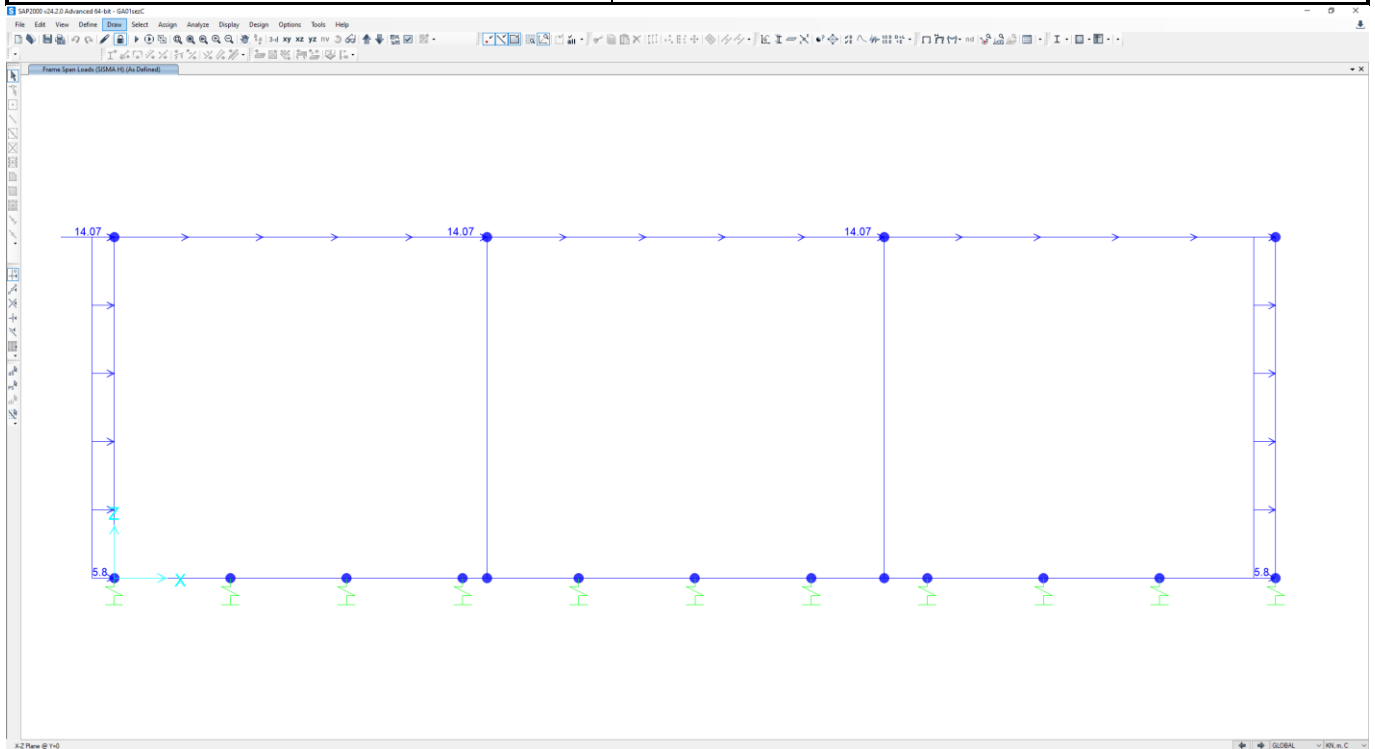 SAP2000 v24.2.0 Advanced 64-bit - GA01sezC
File Edit View Define Draw Select Assign Analyze Display Design Options Tools Help
3-d xy xz yz nv nd
Frame Span Loads (SISMA H) (As Defined)
14.07 14.07 14.07
Z
5.8 X 5.8
X-Z Plane @ Y=0 GLOBAL KN, m, C